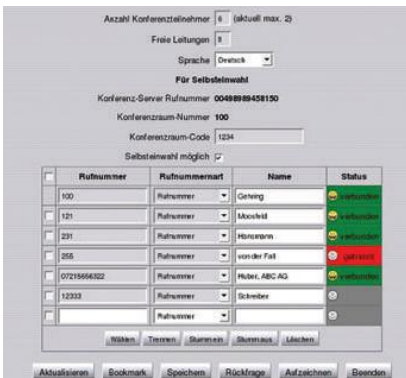 Anzahl Konferenzteilnehmer 6 (aktuell max. 2)
Freie Leitungen 8
Sprache Deutsch
Für Selbsteinwahl
Konferenz-Server Rufnummer 00498989458150
Konferenzraum-Nummer 100
Konferenzraum-Code 1234
Selbsteinwahl möglich
Rufnummer Rufnummernart Name Status
100 Rufnummer Gehring verbunden
121 Rufnummer Moosfeld verbunden
231 Rufnummer Hansmann verbunden
255 Rufnummer von der Fall getrennt
07215656322 Rufnummer Huber, ABC AG verbunden
12333 Rufnummer Schreiber
Rufnummer
Wählen Trennen Stumm ein Stumm aus Löschen
Aktualisieren Bookmark Speichern Rückfrage Aufzeichnen Beenden